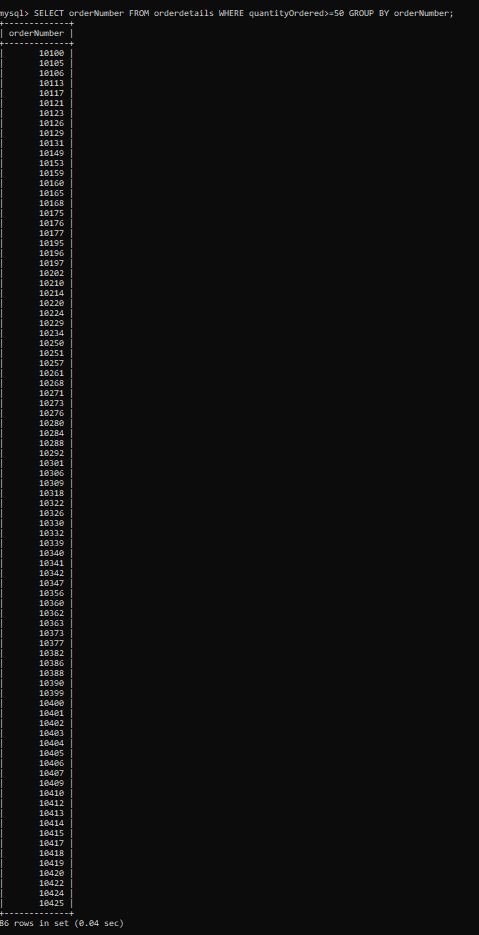 mysql> SELECT orderNumber FROM orderdetails WHERE quantityOrdered>=50 GROUP BY orderNumber;
+-------------+
| orderNumber |
+-------------+
| 10100 |
| 10105 |
| 10106 |
| 10113 |
| 10117 |
| 10121 |
| 10123 |
| 10126 |
| 10129 |
| 10131 |
| 10149 |
| 10153 |
| 10159 |
| 10160 |
| 10165 |
| 10168 |
| 10175 |
| 10176 |
| 10177 |
| 10195 |
| 10196 |
| 10197 |
| 10202 |
| 10210 |
| 10214 |
| 10220 |
| 10224 |
| 10229 |
| 10234 |
| 10250 |
| 10251 |
| 10257 |
| 10261 |
| 10268 |
| 10271 |
| 10273 |
| 10276 |
| 10280 |
| 10284 |
| 10288 |
| 10292 |
| 10301 |
| 10306 |
| 10309 |
| 10318 |
| 10322 |
| 10326 |
| 10330 |
| 10332 |
| 10339 |
| 10340 |
| 10341 |
| 10342 |
| 10347 |
| 10356 |
| 10360 |
| 10362 |
| 10363 |
| 10373 |
| 10377 |
| 10382 |
| 10386 |
| 10388 |
| 10390 |
| 10399 |
| 10400 |
| 10401 |
| 10402 |
| 10403 |
| 10404 |
| 10405 |
| 10406 |
| 10407 |
| 10409 |
| 10410 |
| 10412 |
| 10413 |
| 10414 |
| 10415 |
| 10417 |
| 10418 |
| 10419 |
| 10420 |
| 10422 |
| 10424 |
| 10425 |
+-------------+
86 rows in set (0.04 sec)